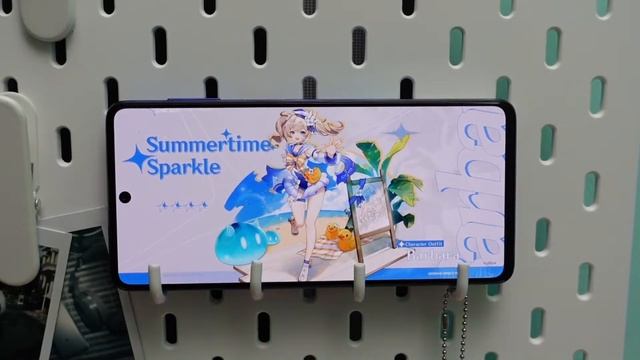 Summertime
Sparkle
Character Outfit
Barbara